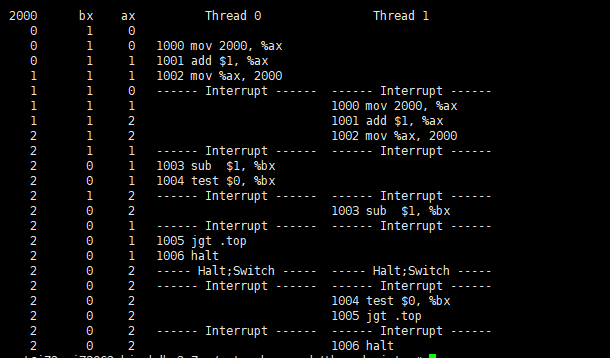 2000 bx ax Thread 0 Thread 1
0 1 0
0 1 0 1000 mov 2000, %ax
0 1 1 1001 add $1, %ax
1 1 1 1002 mov %ax, 2000
1 1 0 ------ Interrupt ------ ------ Interrupt ------
1 1 1 1000 mov 2000, %ax
1 1 2 1001 add $1, %ax
2 1 2 1002 mov %ax, 2000
2 1 1 ------ Interrupt ------ ------ Interrupt ------
2 0 1 1003 sub  $1, %bx
2 0 1 1004 test $0, %bx
2 1 2 ------ Interrupt ------ ------ Interrupt ------
2 0 2 1003 sub  $1, %bx
2 0 1 ------ Interrupt ------ ------ Interrupt ------
2 0 1 1005 jgt .top
2 0 1 1006 halt
2 0 2 ----- Halt;Switch ----- ----- Halt;Switch -----
2 0 2 ------ Interrupt ------ ------ Interrupt ------
2 0 2 1004 test $0, %bx
2 0 2 1005 jgt .top
2 0 2 ------ Interrupt ------ ------ Interrupt ------
2 0 2 1006 halt